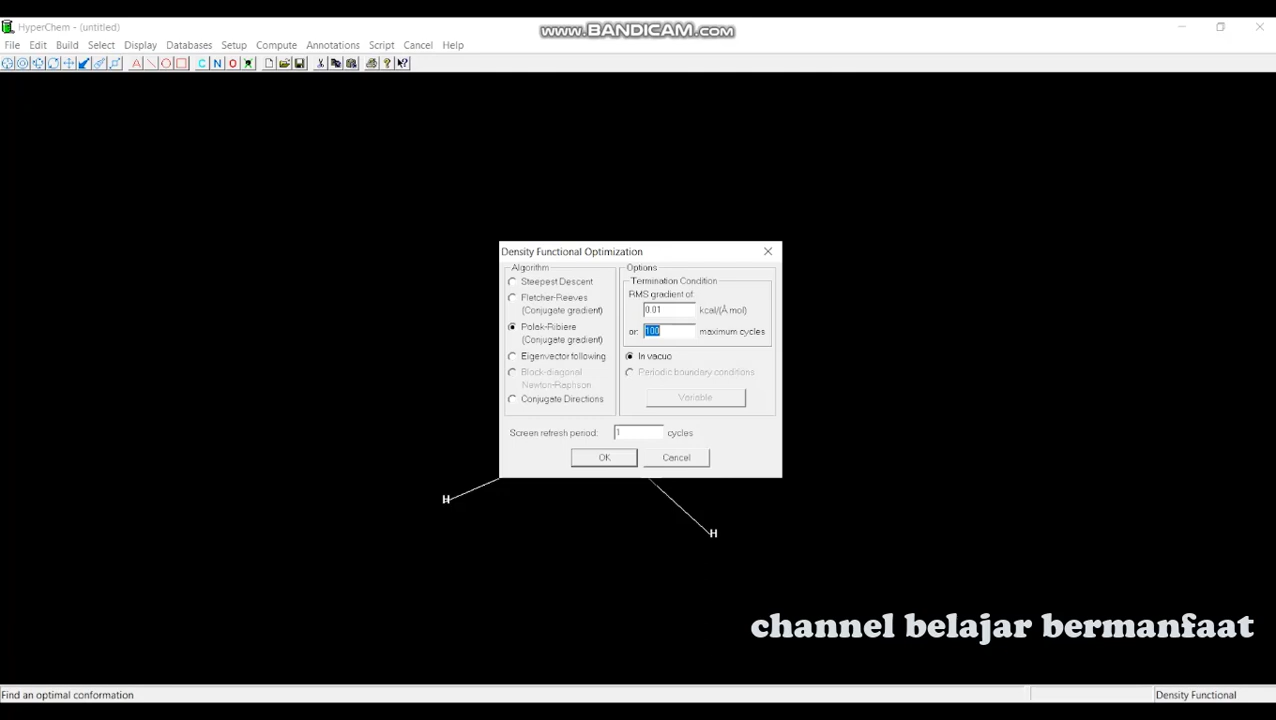 HyperChem - (untitled)
www.BANDICAM.com
File Edit Build Select Display Databases Setup Compute Annotations Script Cancel Help
A C N O
Density Functional Optimization
Algorithm
Steepest Descent
Fletcher-Reeves
(Conjugate gradient)
Polak-Ribiere
(Conjugate gradient)
Eigenvector following
Block-diagonal
Newton-Raphson
Conjugate Directions
Options
Termination Condition
RMS gradient of:
0.01 kcal/(Å mol)
or: 100 maximum cycles
In vacuo
Periodic boundary conditions
Variable
Screen refresh period: 1 cycles
OK Cancel
H
H
channel belajar bermanfaat
Find an optimal conformation
Density Functional